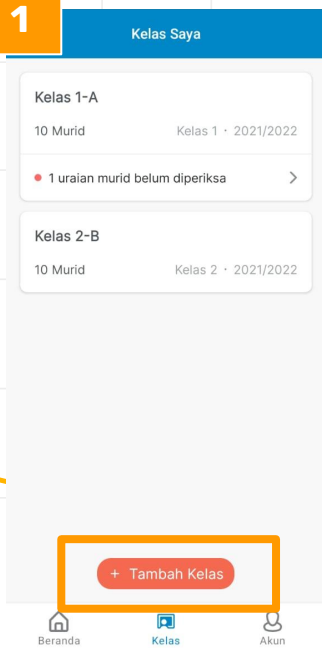 1
Kelas Saya
Kelas 1-A
10 Murid Kelas 1 · 2021/2022
1 uraian murid belum diperiksa
Kelas 2-B
10 Murid Kelas 2 · 2021/2022
+ Tambah Kelas
Beranda Kelas Akun